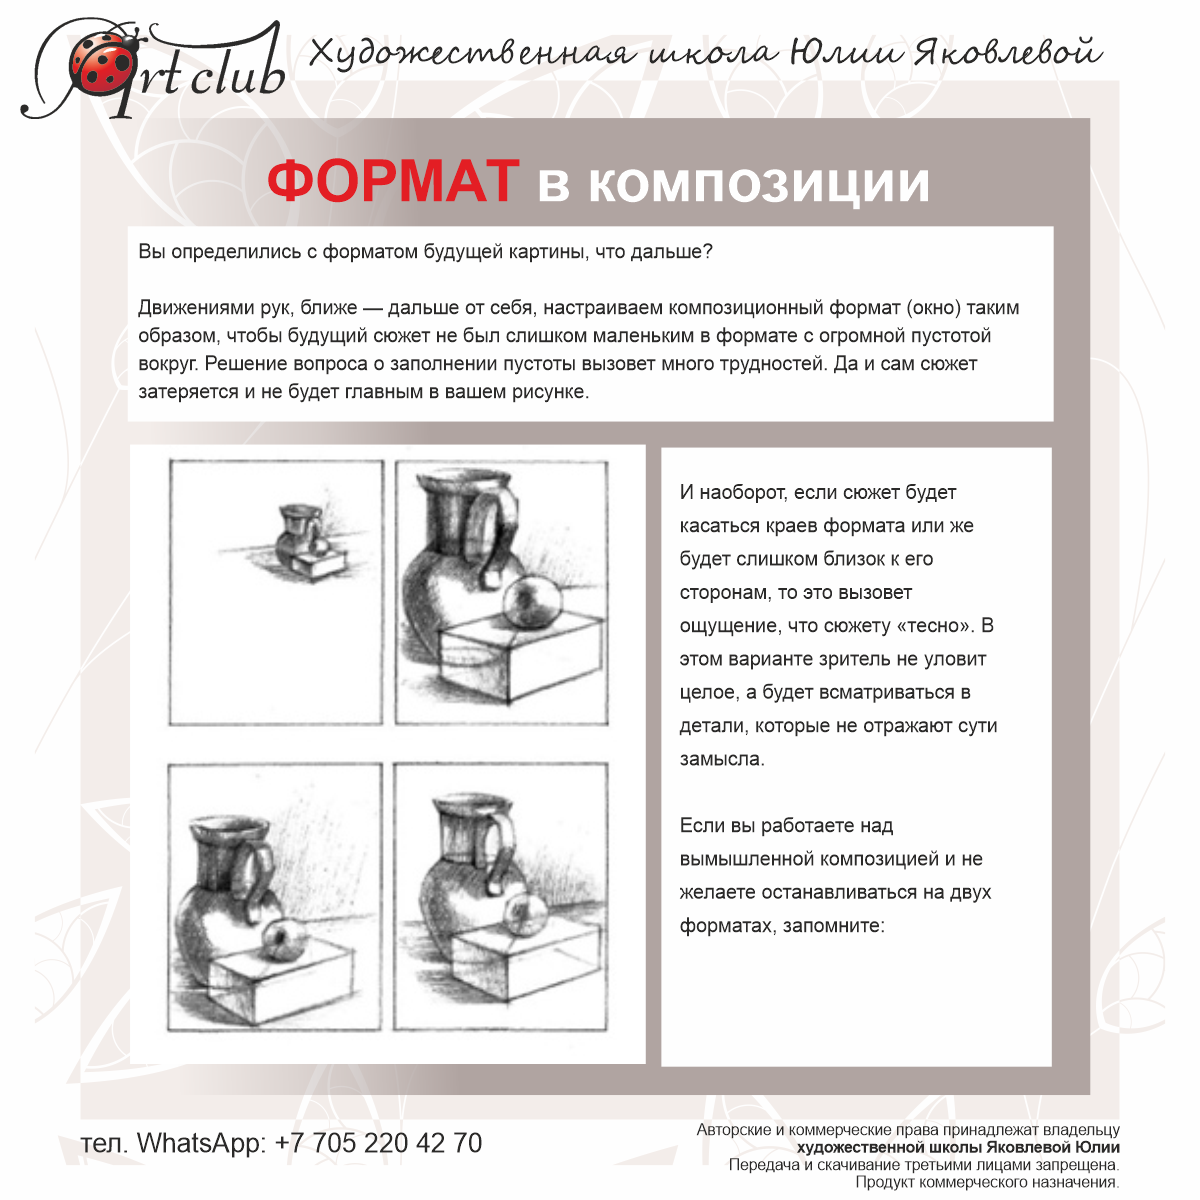 Art club
Художественная школа Юлии Яковлевой
ФОРМАТ в композиции
Вы определились с форматом будущей картины, что дальше?
Движениями рук, ближе — дальше от себя, настраиваем композиционный формат (окно) таким
образом, чтобы будущий сюжет не был слишком маленьким в формате с огромной пустотой
вокруг. Решение вопроса о заполнении пустоты вызовет много трудностей. Да и сам сюжет
затеряется и не будет главным в вашем рисунке.
И наоборот, если сюжет будет
касаться краев формата или же
будет слишком близок к его
сторонам, то это вызовет
ощущение, что сюжету «тесно». В
этом варианте зритель не уловит
целое, а будет всматриваться в
детали, которые не отражают сути
замысла.
Если вы работаете над
вымышленной композицией и не
желаете останавливаться на двух
форматах, запомните:
тел. WhatsApp: +7 705 220 42 70
Авторские и коммерческие права принадлежат владельцу
художественной школы Яковлевой Юлии
Передача и скачивание третьими лицами запрещена.
Продукт коммерческого назначения.